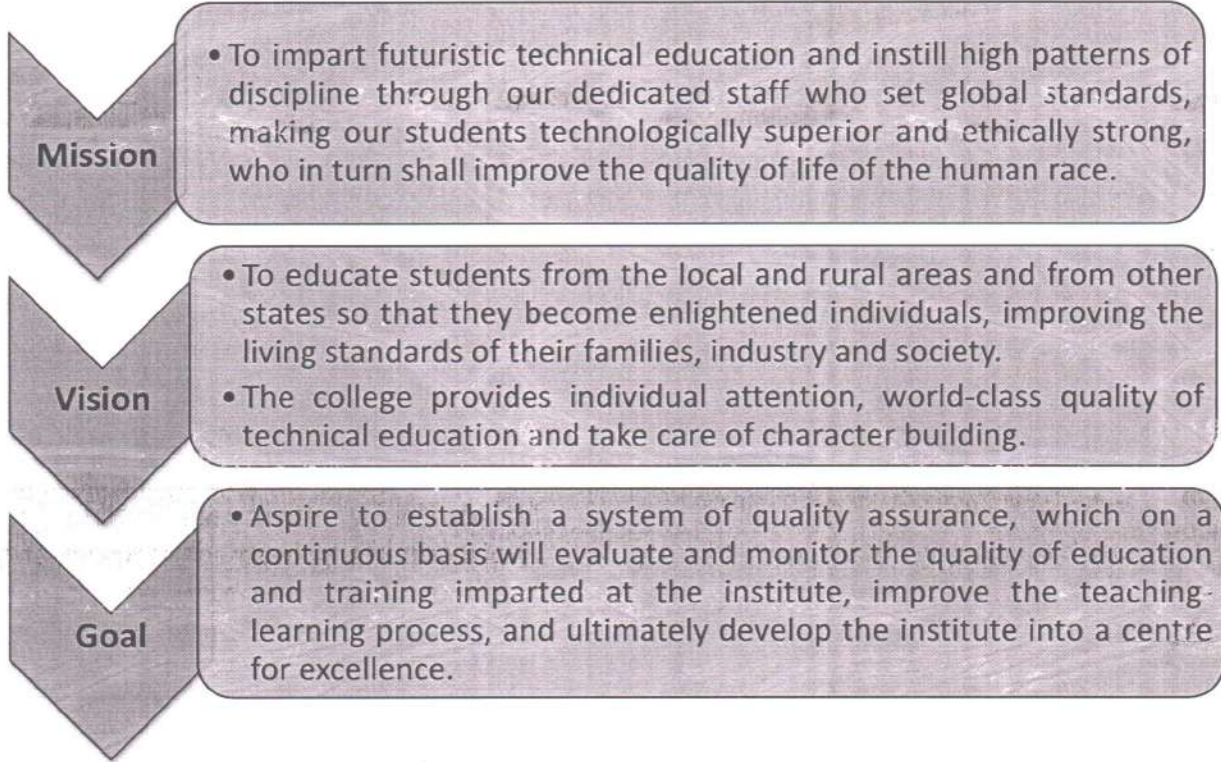 Mission
• To impart futuristic technical education and instill high patterns of
discipline through our dedicated staff who set global standards,
making our students technologically superior and ethically strong,
who in turn shall improve the quality of life of the human race.
Vision
• To educate students from the local and rural areas and from other
states so that they become enlightened individuals, improving the
living standards of their families, industry and society.
• The college provides individual attention, world-class quality of
technical education and take care of character building.
Goal
• Aspire to establish a system of quality assurance, which on a
continuous basis will evaluate and monitor the quality of education
and training imparted at the institute, improve the teaching-
learning process, and ultimately develop the institute into a centre
for excellence.